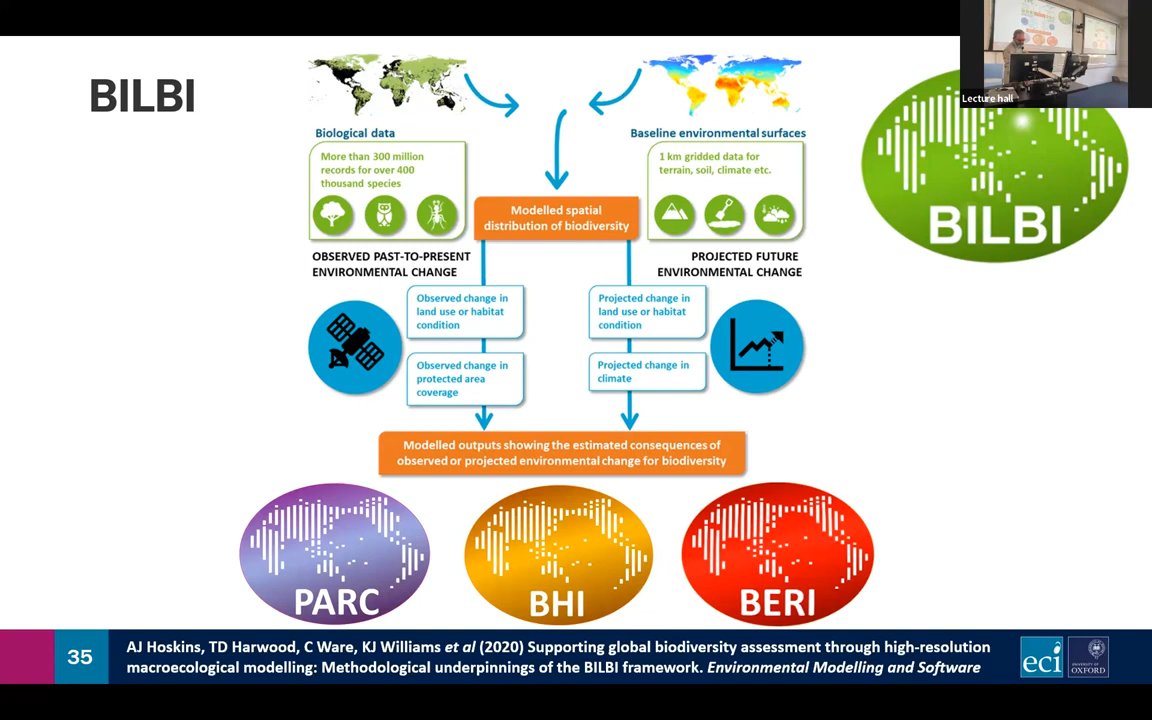 BILBI
Lecture hall
Biological data
More than 300 million
records for over 400
thousand species
Baseline environmental surfaces
1 km gridded data for
terrain, soil, climate etc.
BILBI
Modelled spatial
distribution of biodiversity
OBSERVED PAST-TO-PRESENT
ENVIRONMENTAL CHANGE
PROJECTED FUTURE
ENVIRONMENTAL CHANGE
Observed change in
land use or habitat
condition
Projected change in
land use or habitat
condition
Observed change in
protected area
coverage
Projected change in
climate
Modelled outputs showing the estimated consequences of
observed or projected environmental change for biodiversity
PARC
BHI
BERI
35
AJ Hoskins, TD Harwood, C Ware, KJ Williams et al (2020) Supporting global biodiversity assessment through high-resolution
macroecological modelling: Methodological underpinnings of the BILBI framework. Environmental Modelling and Software
eci
UNIVERSITY OF
OXFORD